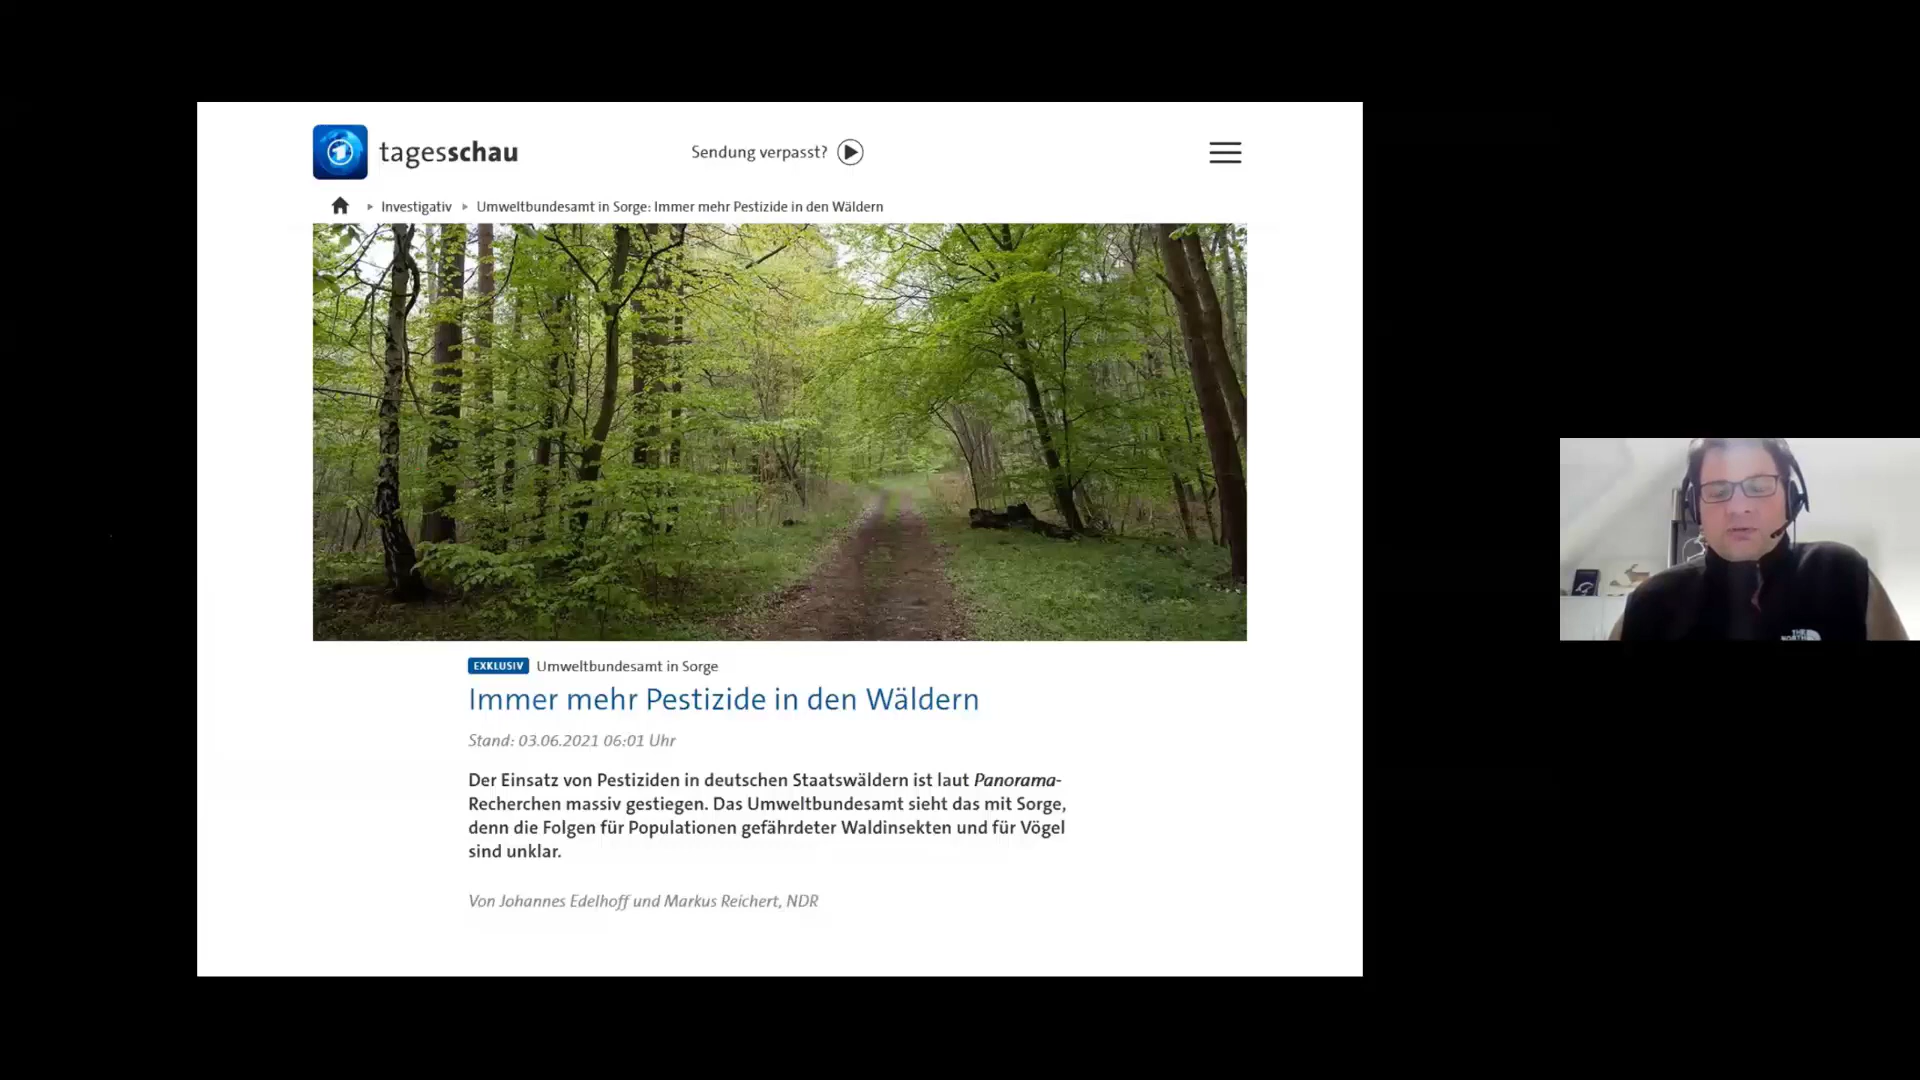 tagesschau
Sendung verpasst?
Investigativ
Umweltbundesamt in Sorge: Immer mehr Pestizide in den Wäldern
EXKLUSIV Umweltbundesamt in Sorge
Immer mehr Pestizide in den Wäldern
Stand: 03.06.2021 06:01 Uhr
Der Einsatz von Pestiziden in deutschen Staatswäldern ist laut Panorama-
Recherchen massiv gestiegen. Das Umweltbundesamt sieht das mit Sorge,
denn die Folgen für Populationen gefährdeter Waldinsekten und für Vögel
sind unklar.
Von Johannes Edelhoff und Markus Reichert, NDR
THE
NORTH